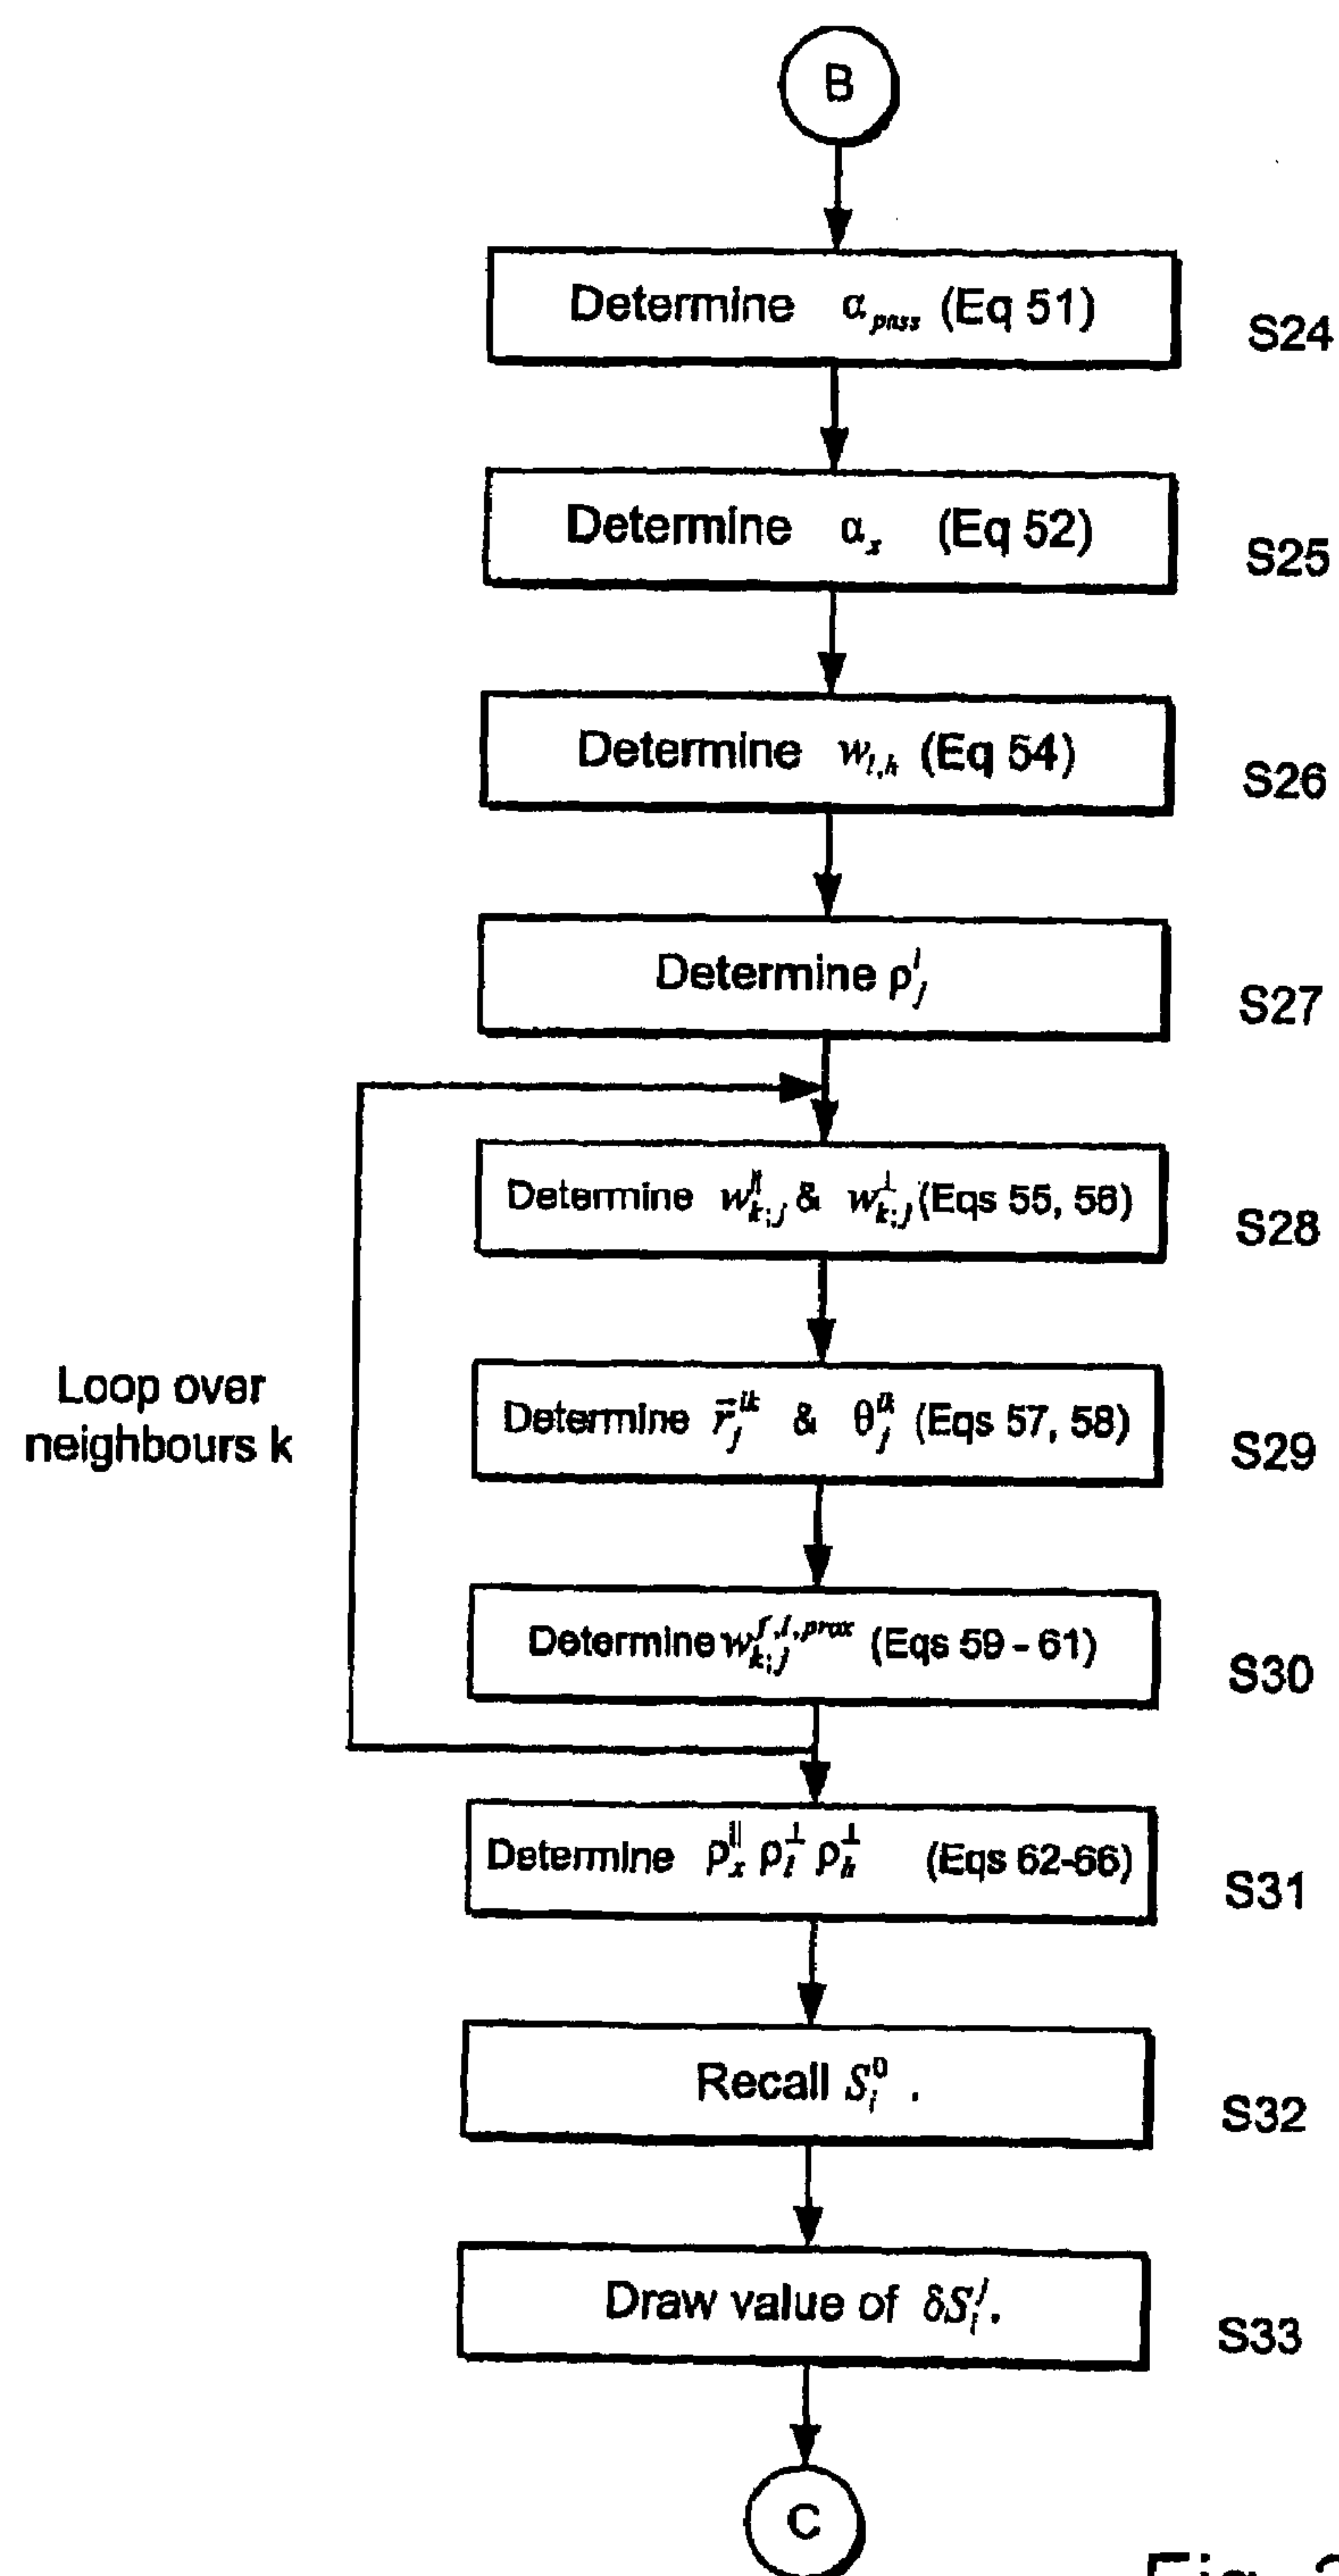 B
Determine α_pass (Eq 51)
S24
Determine α_x (Eq 52)
S25
Determine w_l,h (Eq 54)
S26
Determine ρ_j^i
S27
Determine w_k;j^∥ & w_k;j^⊥ (Eqs 55, 56)
S28
Loop over
neighbours k
Determine r⃗_j^ik & θ_j^ik (Eqs 57, 58)
S29
Determine w_k;j^f,l,prox (Eqs 59 - 61)
S30
Determine ρ_x^∥ ρ_l^⊥ ρ_h^⊥ (Eqs 62-66)
S31
Recall S_i^0 .
S32
Draw value of δS_i^j.
S33
C
Fig.